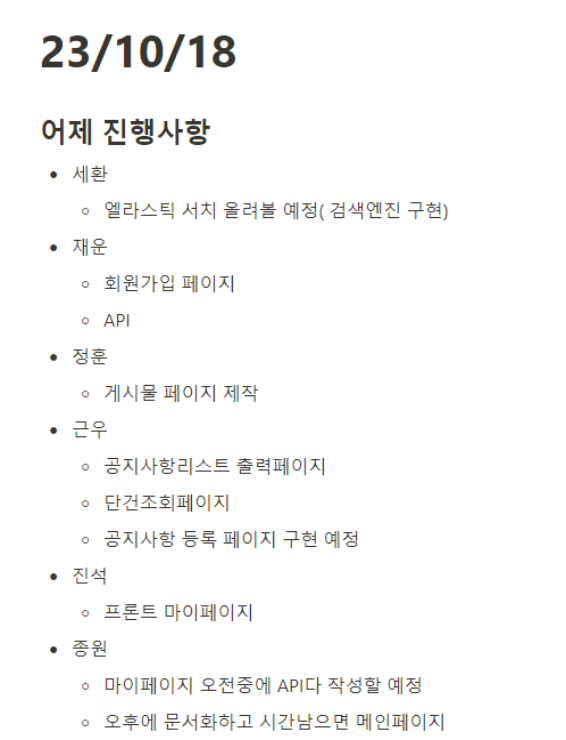 23/10/18
어제 진행사항
세환
엘라스틱 서치 올려볼 예정( 검색엔진 구현)
재운
회원가입 페이지
API
정훈
게시물 페이지 제작
근우
공지사항리스트 출력페이지
단건조회페이지
공지사항 등록 페이지 구현 예정
진석
프론트 마이페이지
종원
마이페이지 오전중에 API다 작성할 예정
오후에 문서화하고 시간남으면 메인페이지